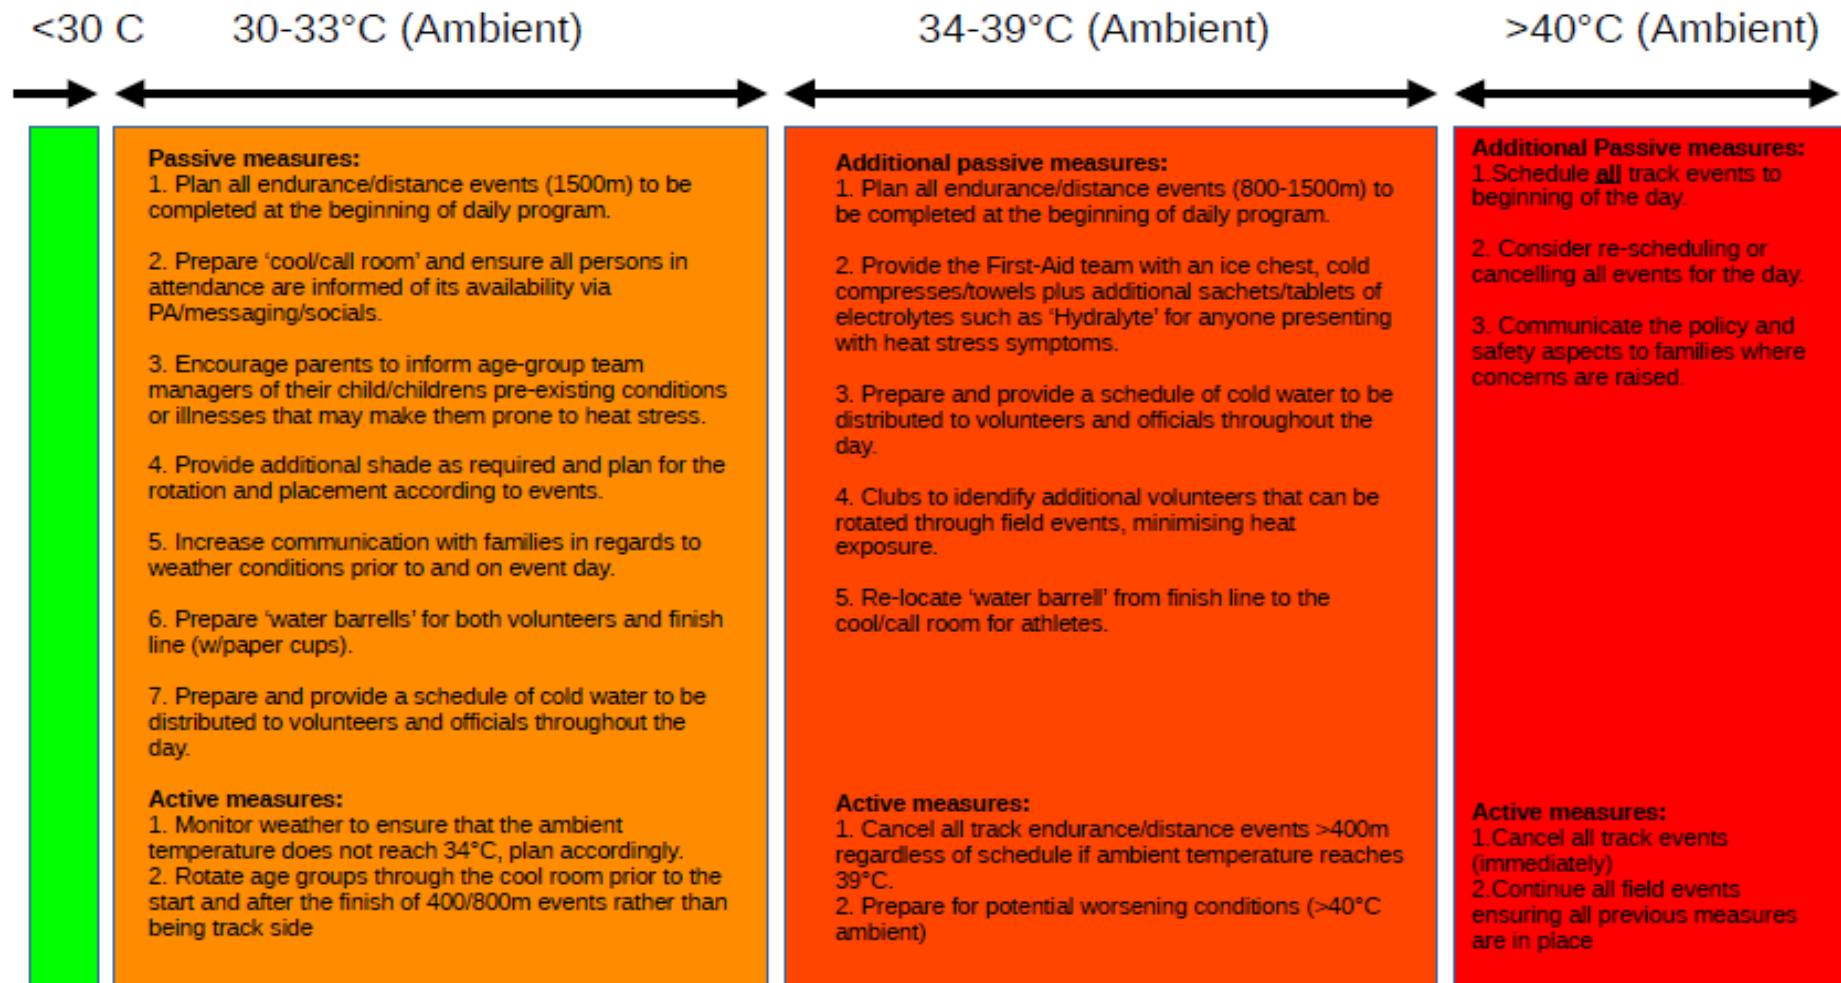 <30 C
30-33°C (Ambient)
34-39°C (Ambient)
>40°C (Ambient)
Passive measures:
1. Plan all endurance/distance events (1500m) to be
completed at the beginning of daily program.
2. Prepare ‘cool/call room’ and ensure all persons in
attendance are informed of its availability via
PA/messaging/socials.
3. Encourage parents to inform age-group team
managers of their child/childrens pre-existing conditions
or illnesses that may make them prone to heat stress.
4. Provide additional shade as required and plan for the
rotation and placement according to events.
5. Increase communication with families in regards to
weather conditions prior to and on event day.
6. Prepare ‘water barrells’ for both volunteers and finish
line (w/paper cups).
7. Prepare and provide a schedule of cold water to be
distributed to volunteers and officials throughout the
day.
Active measures:
1. Monitor weather to ensure that the ambient
temperature does not reach 34°C, plan accordingly.
2. Rotate age groups through the cool room prior to the
start and after the finish of 400/800m events rather than
being track side
Additional passive measures:
1. Plan all endurance/distance events (800-1500m) to
be completed at the beginning of daily program.
2. Provide the First-Aid team with an ice chest, cold
compresses/towels plus additional sachets/tablets of
electrolytes such as ‘Hydralyte’ for anyone presenting
with heat stress symptoms.
3. Prepare and provide a schedule of cold water to be
distributed to volunteers and officials throughout the
day.
4. Clubs to idendify additional volunteers that can be
rotated through field events, minimising heat
exposure.
5. Re-locate ‘water barrell’ from finish line to the
cool/call room for athletes.
Active measures:
1. Cancel all track endurance/distance events >400m
regardless of schedule if ambient temperature reaches
39°C.
2. Prepare for potential worsening conditions (>40°C
ambient)
Additional Passive measures:
1.Schedule all track events to
beginning of the day.
2. Consider re-scheduling or
cancelling all events for the day.
3. Communicate the policy and
safety aspects to families where
concerns are raised.
Active measures:
1.Cancel all track events
(immediately)
2.Continue all field events
ensuring all previous measures
are in place